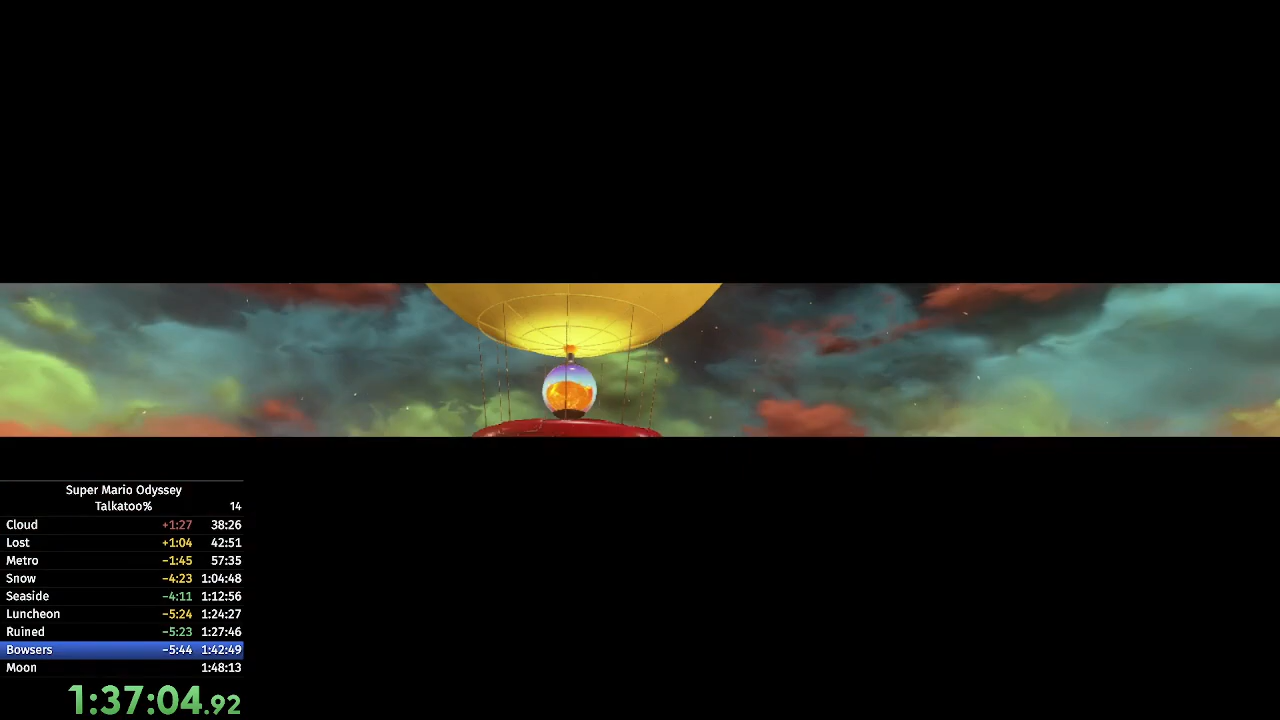 Super Mario Odyssey
Talkatoo% 14
Cloud +1:27 38:26
Lost +1:04 42:51
Metro −1:45 57:35
Snow −4:23 1:04:48
Seaside −4:11 1:12:56
Luncheon −5:24 1:24:27
Ruined −5:23 1:27:46
Bowsers −5:44 1:42:49
Moon 1:48:13
1:37:04.92